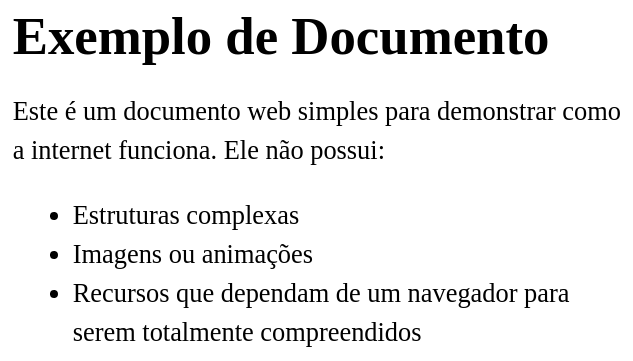 Exemplo de Documento
Este é um documento web simples para demonstrar como
a internet funciona. Ele não possui:
• Estruturas complexas
• Imagens ou animações
• Recursos que dependam de um navegador para
serem totalmente compreendidos